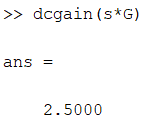 >> dcgain(s*G)
ans =
2.5000